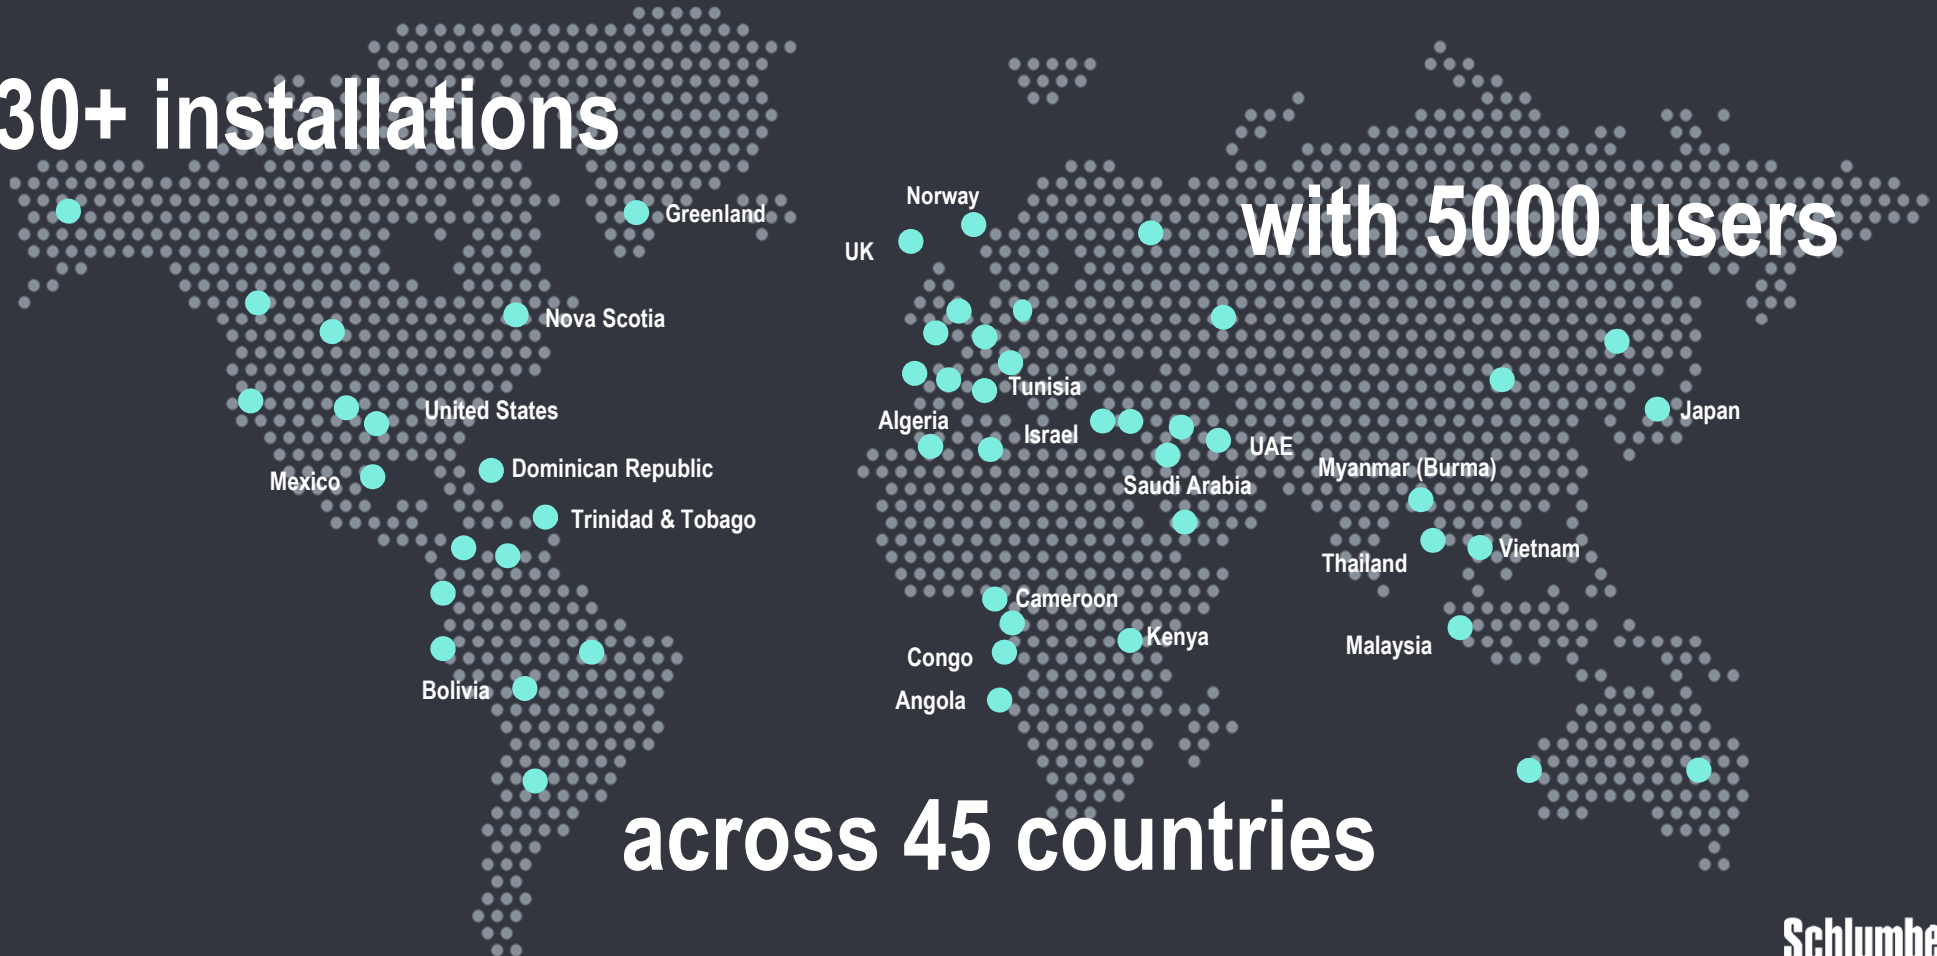 30+ installations
with 5000 users
Norway
UK
Greenland
Nova Scotia
United States
Mexico
Dominican Republic
Trinidad & Tobago
Bolivia
Tunisia
Algeria
Israel
UAE
Saudi Arabia
Myanmar (Burma)
Japan
Thailand
Vietnam
Cameroon
Kenya
Congo
Angola
Malaysia
across 45 countries
Schlumbe